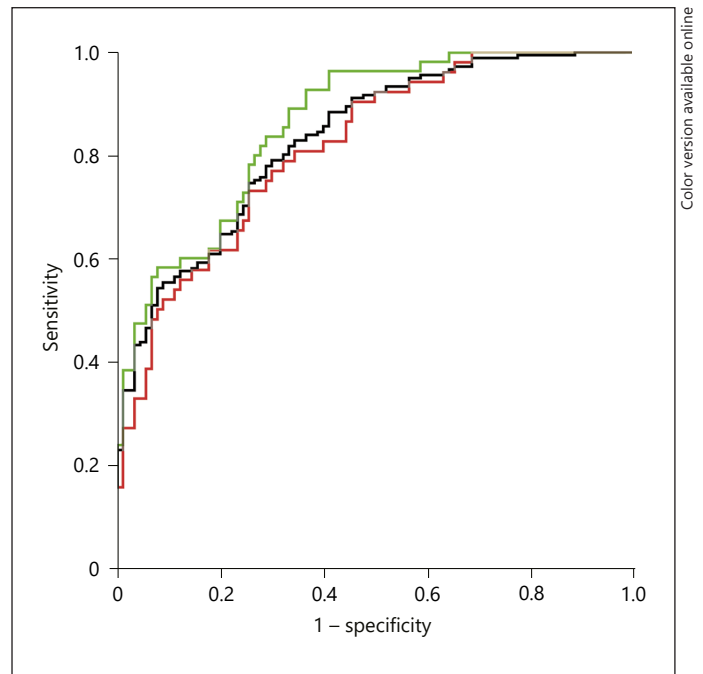 Color version available online
1.0
0.8
0.6
0.4
0.2
0
Sensitivity
0 0.2 0.4 0.6 0.8 1.0
1 – specificity